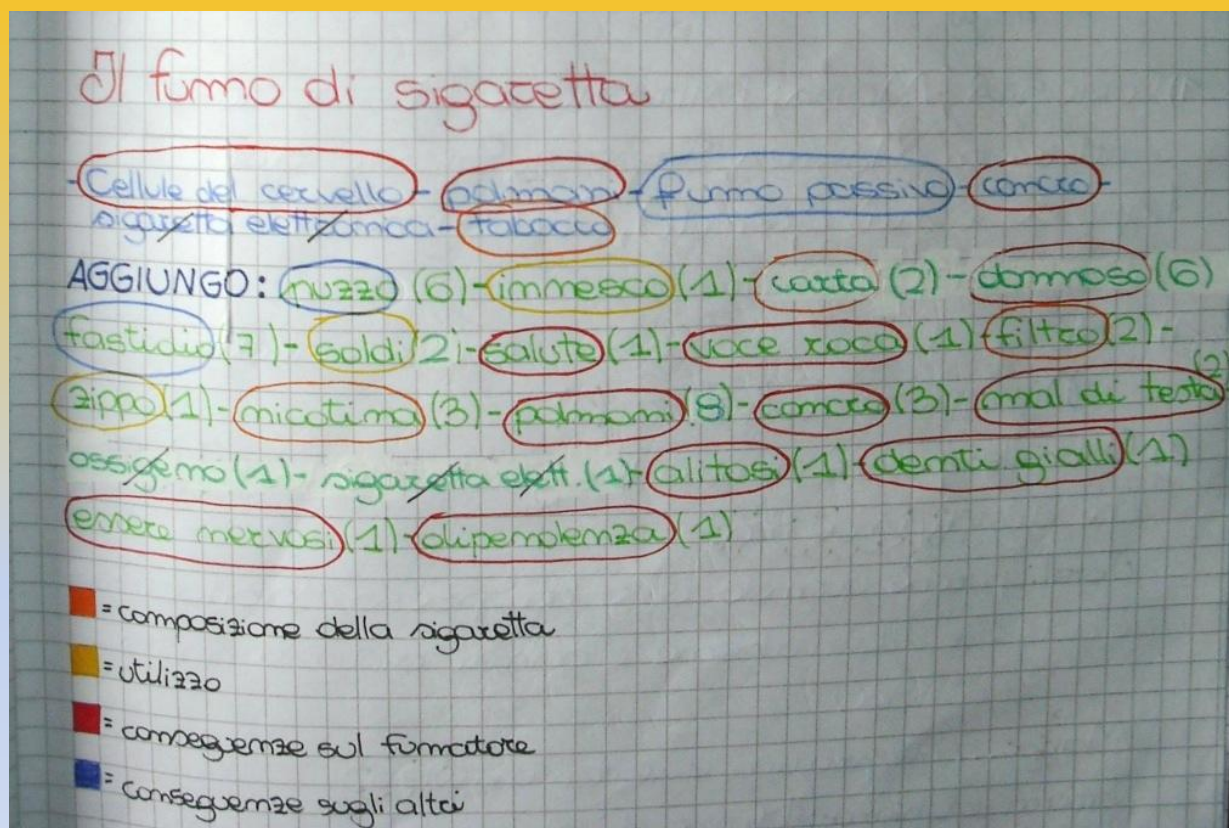 Il fumo di sigaretta
-Cellule del cervello-polmoni-fumo passivo-cancro-
sigaretta elettronica-tabacco
AGGIUNGO: puzzo (6)-innesco (1)-carta (2)-dannoso (6)
fastidio (7)-soldi (2)-salute (1)-voce roca (1)-filtro (2)-
zippo (1)-nicotina (3)-polmoni (8)-cancro (3)-mal di testa (2)
ossigeno (1)-sigaretta elett. (1)-alitosi (1)-denti gialli (1)
essere nervosi (1)-dipendenza (1)
= composizione della sigaretta
= utilizzo
= conseguenze sul fumatore
= conseguenze sugli altri